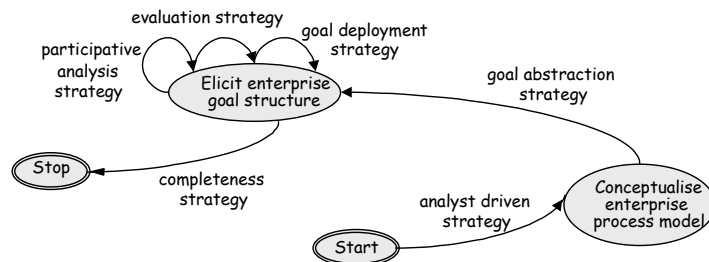 evaluation strategy
participative
analysis
strategy
goal deployment
strategy
Elicit enterprise
goal structure
goal abstraction
strategy
Stop
completeness
strategy
analyst driven
strategy
Conceptualise
enterprise
process model
Start